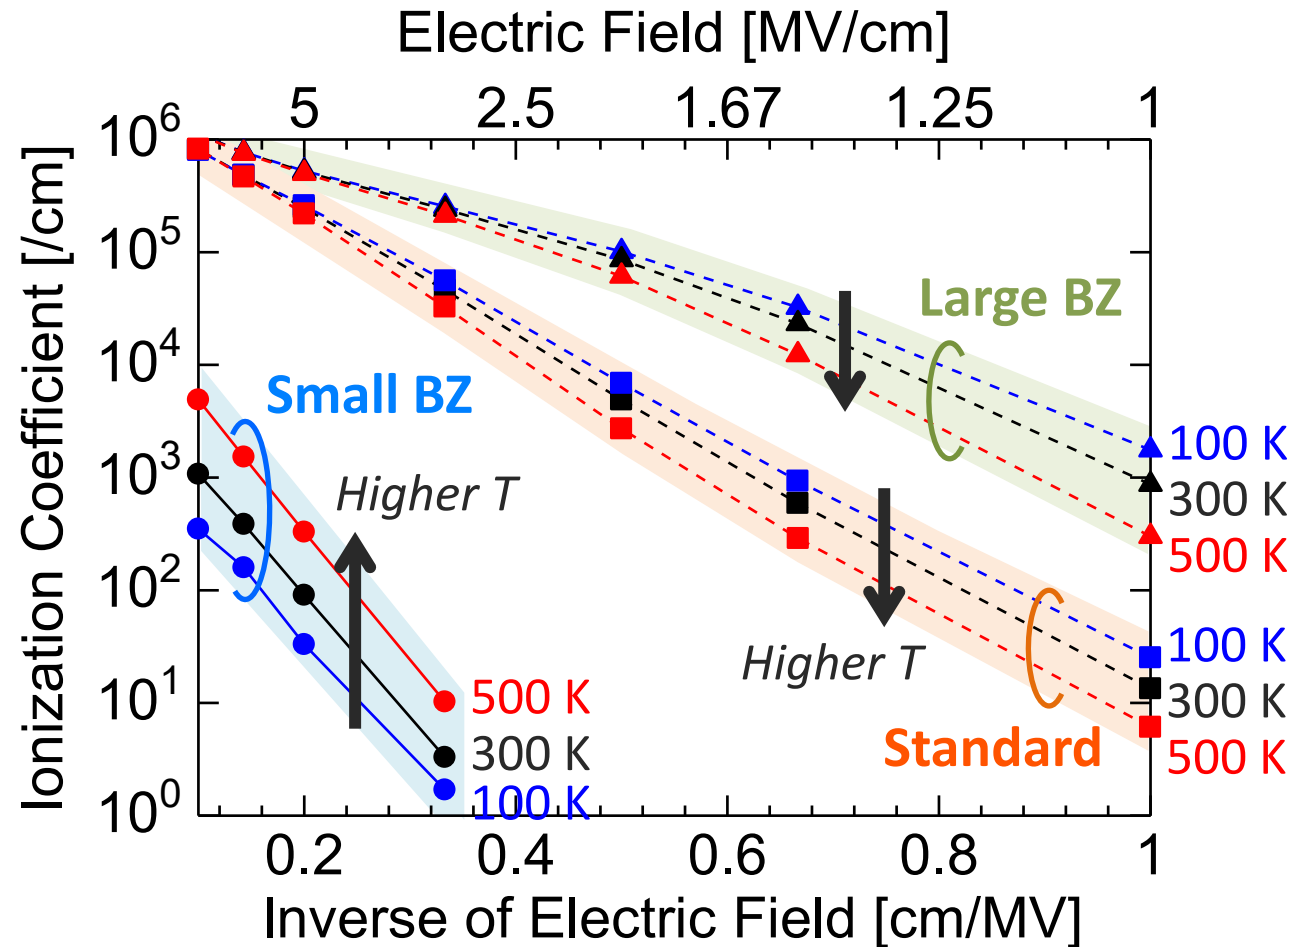 Electric Field [MV/cm]
5 2.5 1.67 1.25 1
Ionization Coefficient [/cm]
10^6
10^5
10^4
10^3
10^2
10^1
10^0
Large BZ
Small BZ
Higher T
100 K
300 K
500 K
Higher T
100 K
300 K
500 K
Standard
500 K
300 K
100 K
0.2 0.4 0.6 0.8 1
Inverse of Electric Field [cm/MV]